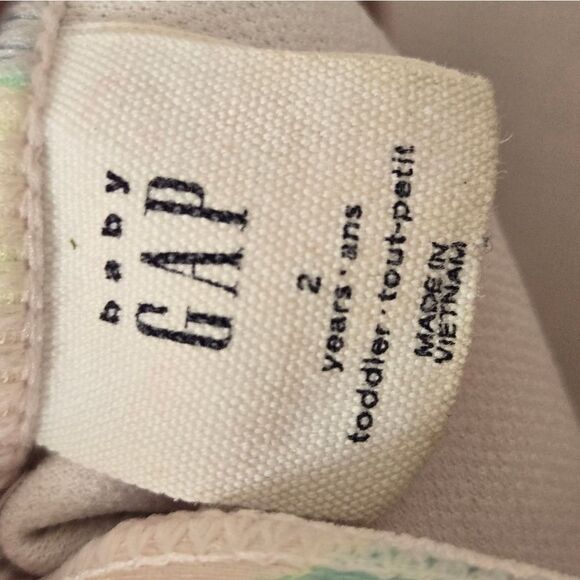 baby
GAP
2
years·ans
toddler·tout-petit
MADE IN
VIETNAM